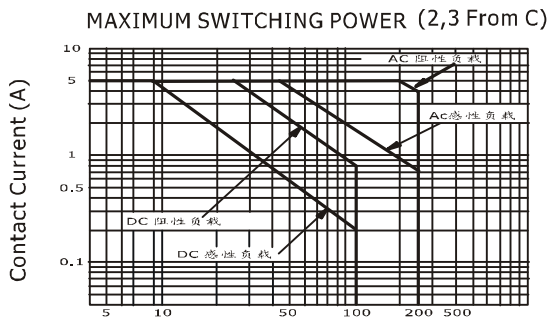 MAXIMUM SWITCHING POWER (2,3 From C)
10
AC 阻性负载
5
Ac感性负载
1
0.5
DC 阻性负载
DC 感性负载
0.1
Contact Current (A)
5 10 50 100 200 500